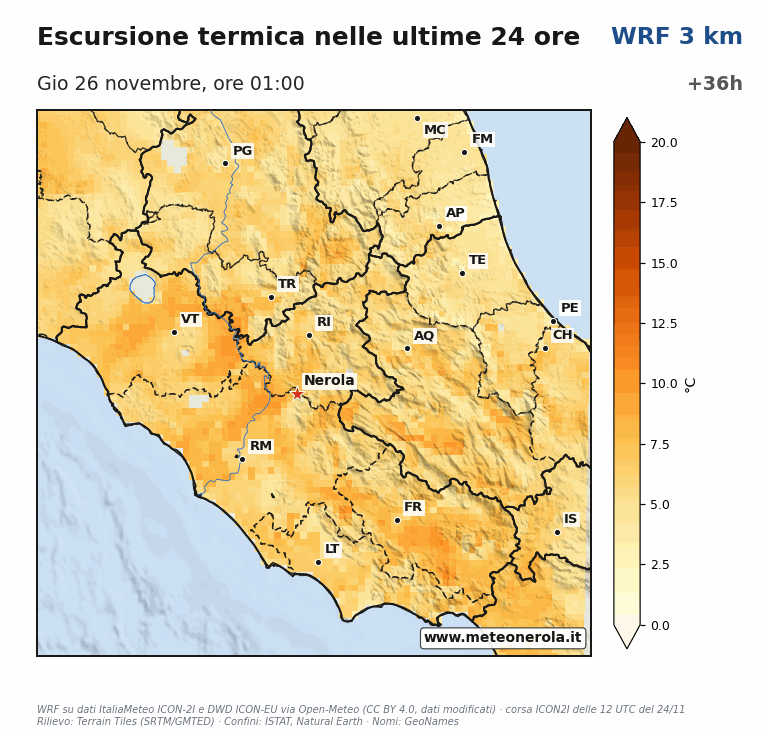 Escursione termica nelle ultime 24 ore WRF 3 km
Gio 26 novembre, ore 01:00 +36h
MC
FM
PG
AP
TE
TR
PE
VT
RI
AQ
CH
Nerola
RM
FR
IS
LT
www.meteonerola.it
20.0
17.5
15.0
12.5
10.0
7.5
5.0
2.5
0.0
°C
WRF su dati ItaliaMeteo ICON-2I e DWD ICON-EU via Open-Meteo (CC BY 4.0, dati modificati) · corsa ICON2I delle 12 UTC del 24/11
Rilievo: Terrain Tiles (SRTM/GMTED) · Confini: ISTAT, Natural Earth · Nomi: GeoNames